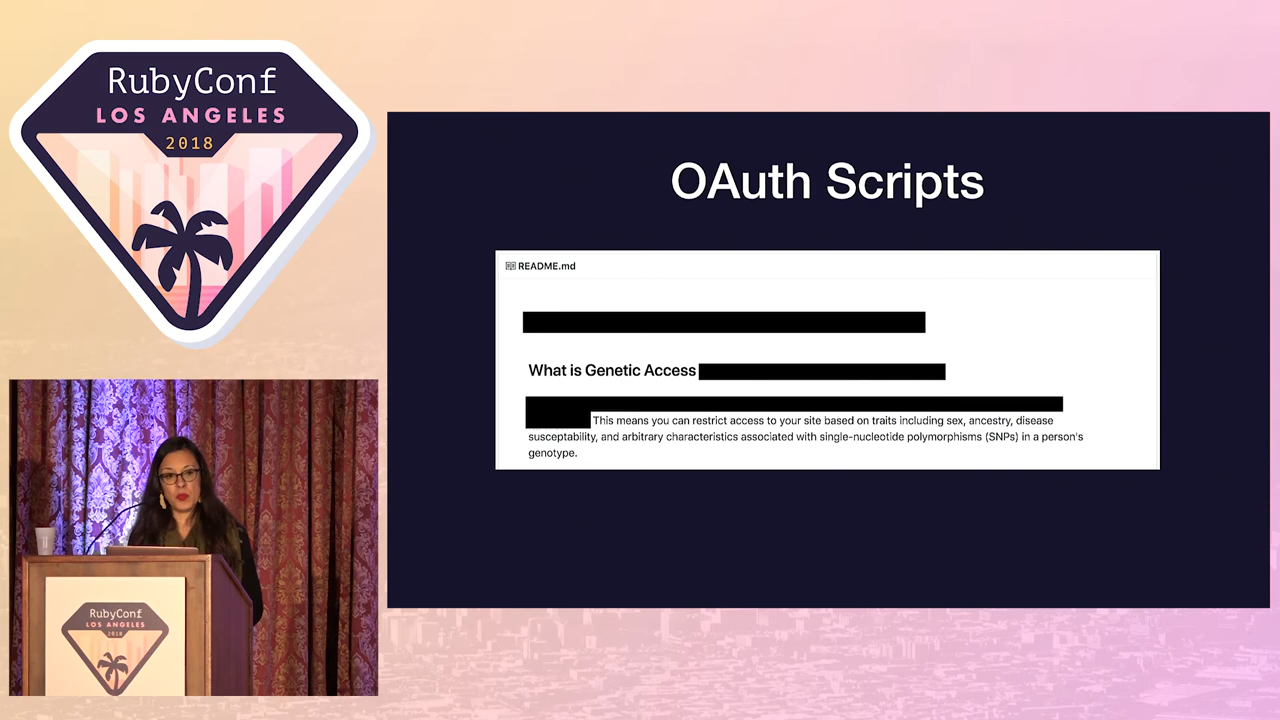 RubyConf
LOS ANGELES
2018
OAuth Scripts
README.md
What is Genetic Access
This means you can restrict access to your site based on traits including sex, ancestry, disease
susceptability, and arbitrary characteristics associated with single-nucleotide polymorphisms (SNPs) in a person's
genotype.
RubyConf
LOS ANGELES
2018